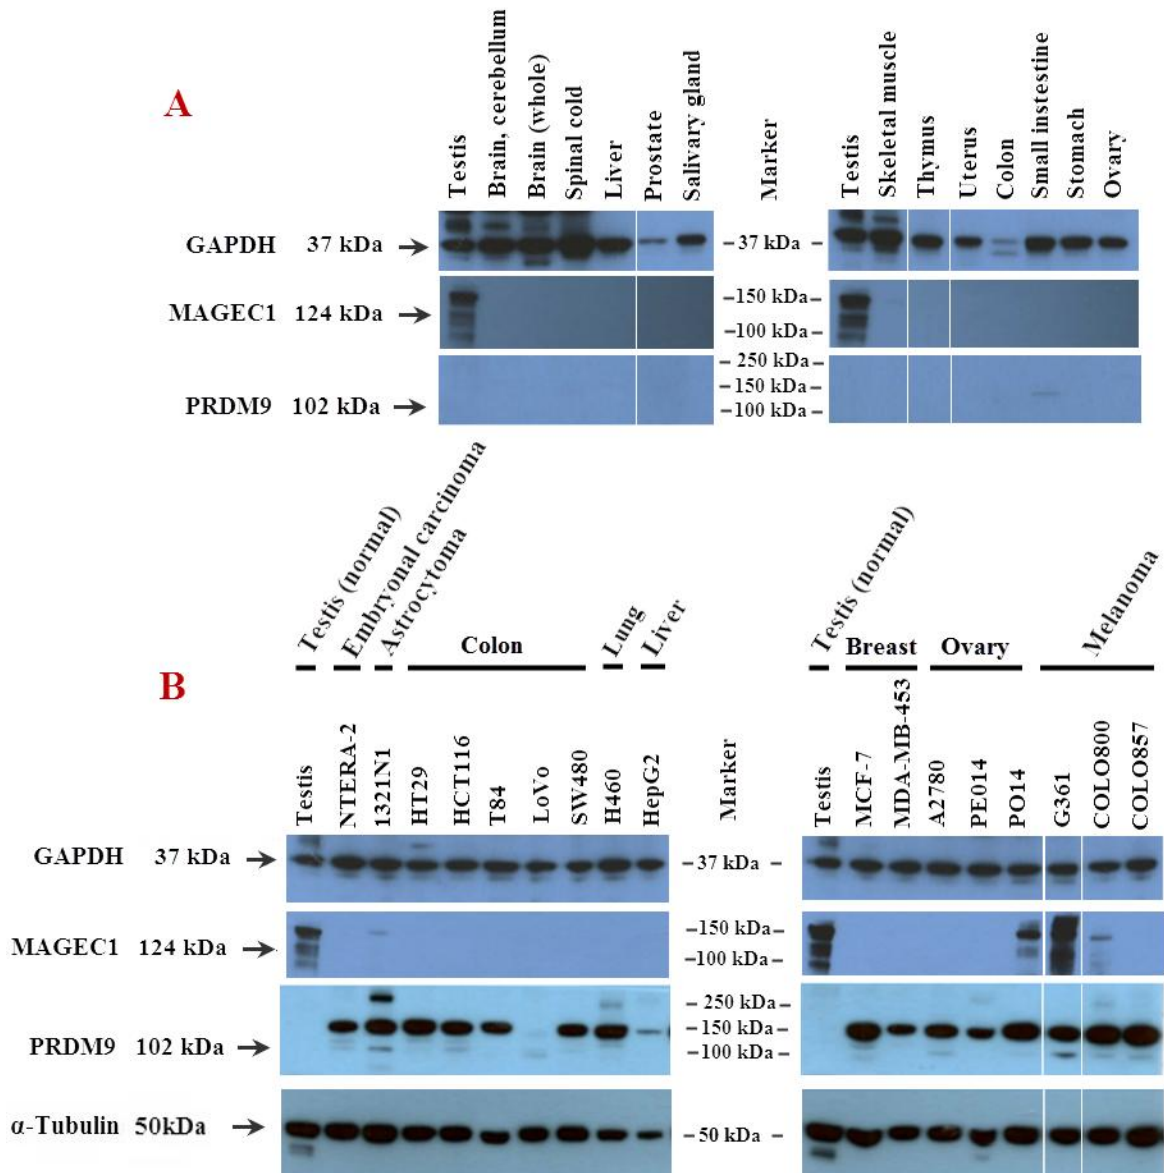 A
Testis
Brain, cerebellum
Brain (whole)
Spinal cold
Liver
Prostate
Salivary gland
Marker
Testis
Skeletal muscle
Thymus
Uterus
Colon
Small instestine
Stomach
Ovary
GAPDH 37 kDa
–37 kDa–
MAGEC1 124 kDa
–150 kDa–
–100 kDa–
PRDM9 102 kDa
– 250 kDa –
– 150 kDa –
–100 kDa –
B
Testis (normal)
Embryonal carcinoma
Astrocytoma
Colon
Lung
Liver
Testis (normal)
Breast
Ovary
Melanoma
Testis
NTERA-2
1321N1
HT29
HCT116
T84
LoVo
SW480
H460
HepG2
Marker
Testis
MCF-7
MDA-MB-453
A2780
PE014
PO14
G361
COLO800
COLO857
GAPDH 37 kDa
– 37 kDa –
MAGEC1 124 kDa
–150 kDa –
–100 kDa –
PRDM9 102 kDa
– 250 kDa –
–150 kDa –
–100 kDa –
α-Tubulin 50kDa
– 50 kDa –